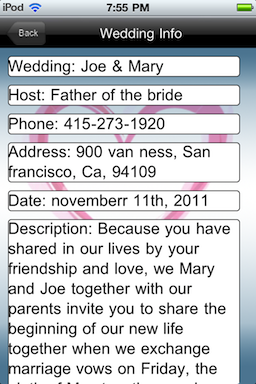 iPod 7:55 PM
Back Wedding Info
Wedding: Joe & Mary
Host: Father of the bride
Phone: 415-273-1920
Address: 900 van ness, San
francisco, Ca, 94109
Date: novemberr 11th, 2011
Description: Because you have
shared in our lives by your
friendship and love, we Mary
and Joe together with our
parents invite you to share the
beginning of our new life
together when we exchange
marriage vows on Friday, the